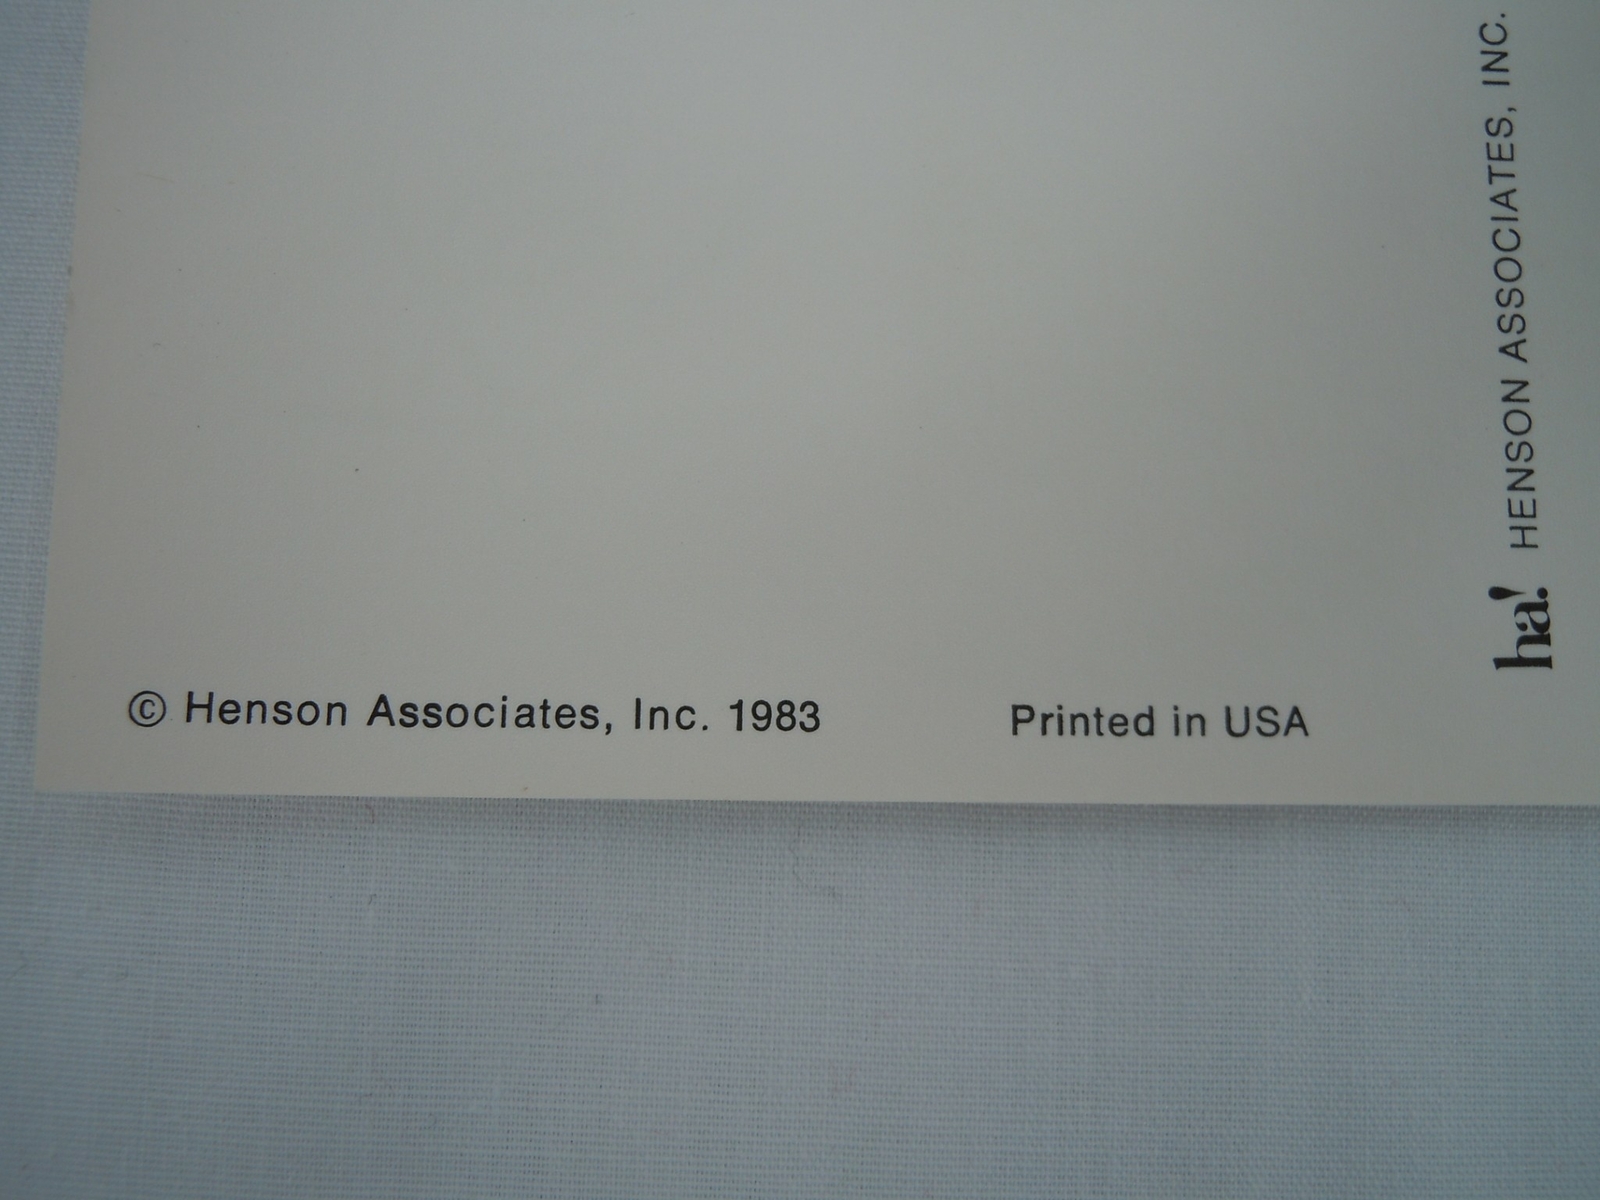 © Henson Associates, Inc. 1983
Printed in USA
ha! HENSON ASSOCIATES, INC.